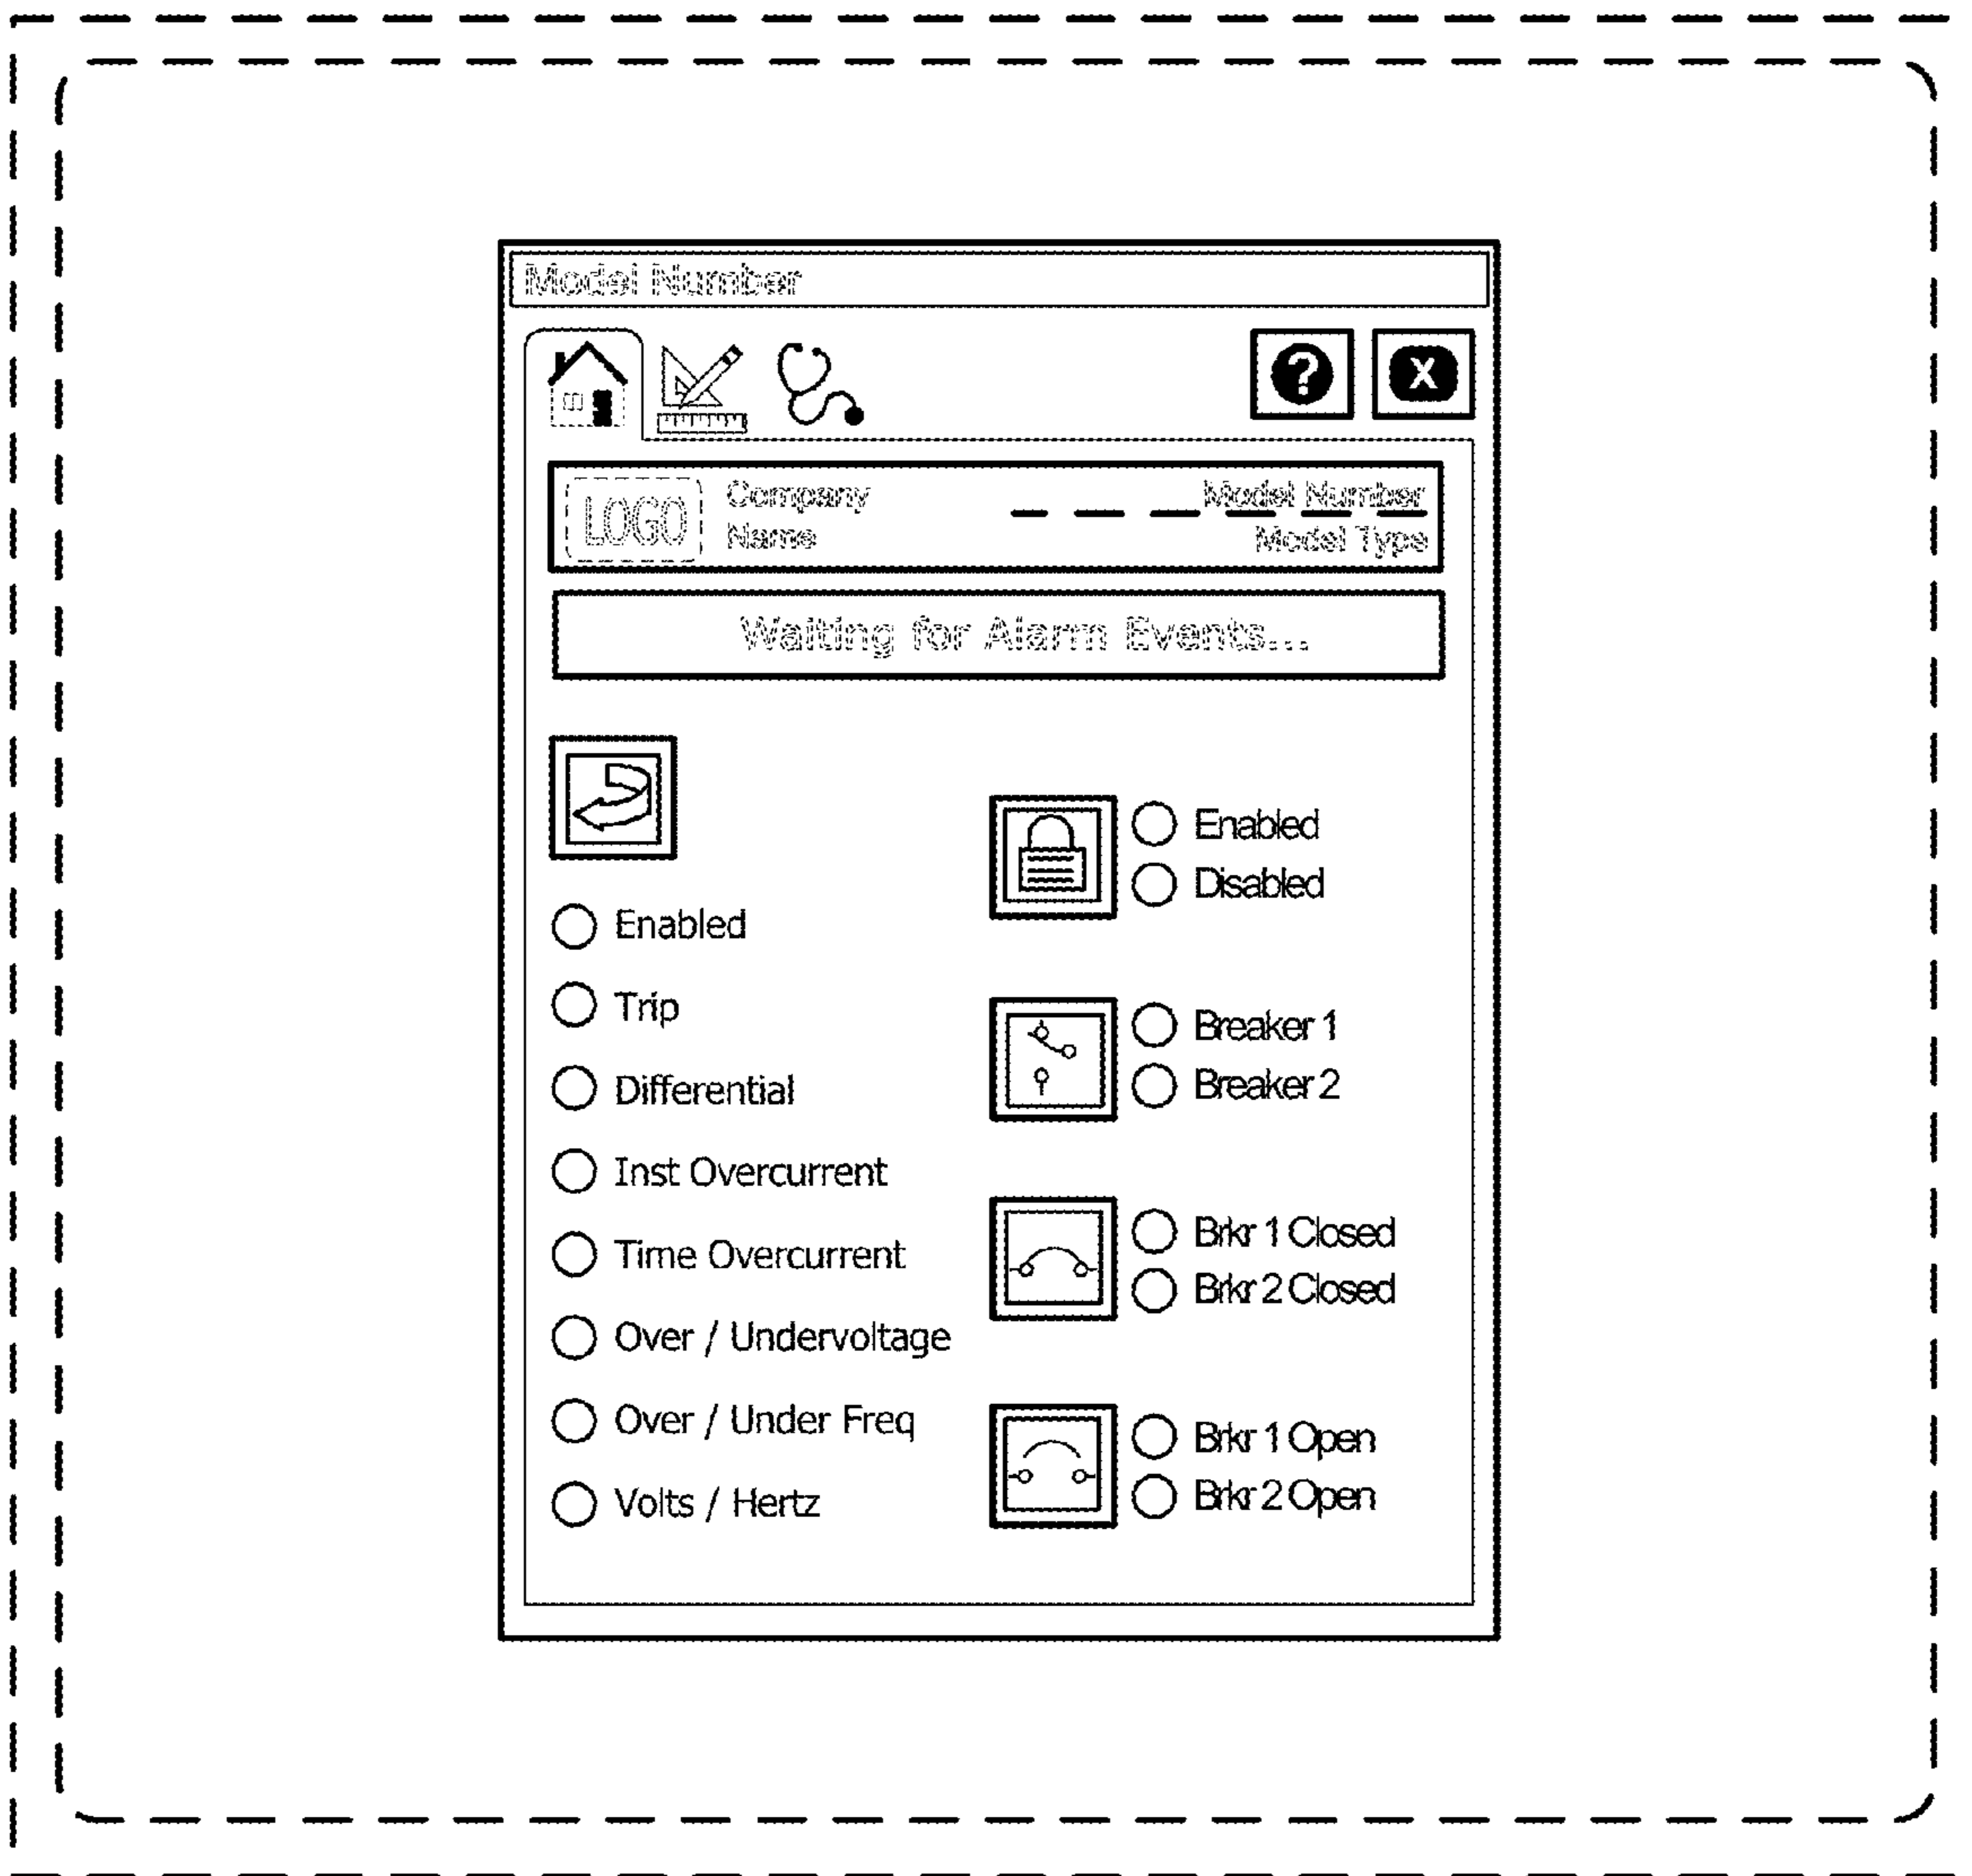 Model Number
? X
LOGO
Company
Name
Model Number
Model Type
Waiting for Alarm Events...
Enabled
Trip
Differential
Inst Overcurrent
Time Overcurrent
Over / Undervoltage
Over / Under Freq
Volts / Hertz
Enabled
Disabled
Breaker 1
Breaker 2
Brkr 1 Closed
Brkr 2 Closed
Brkr 1 Open
Brkr 2 Open